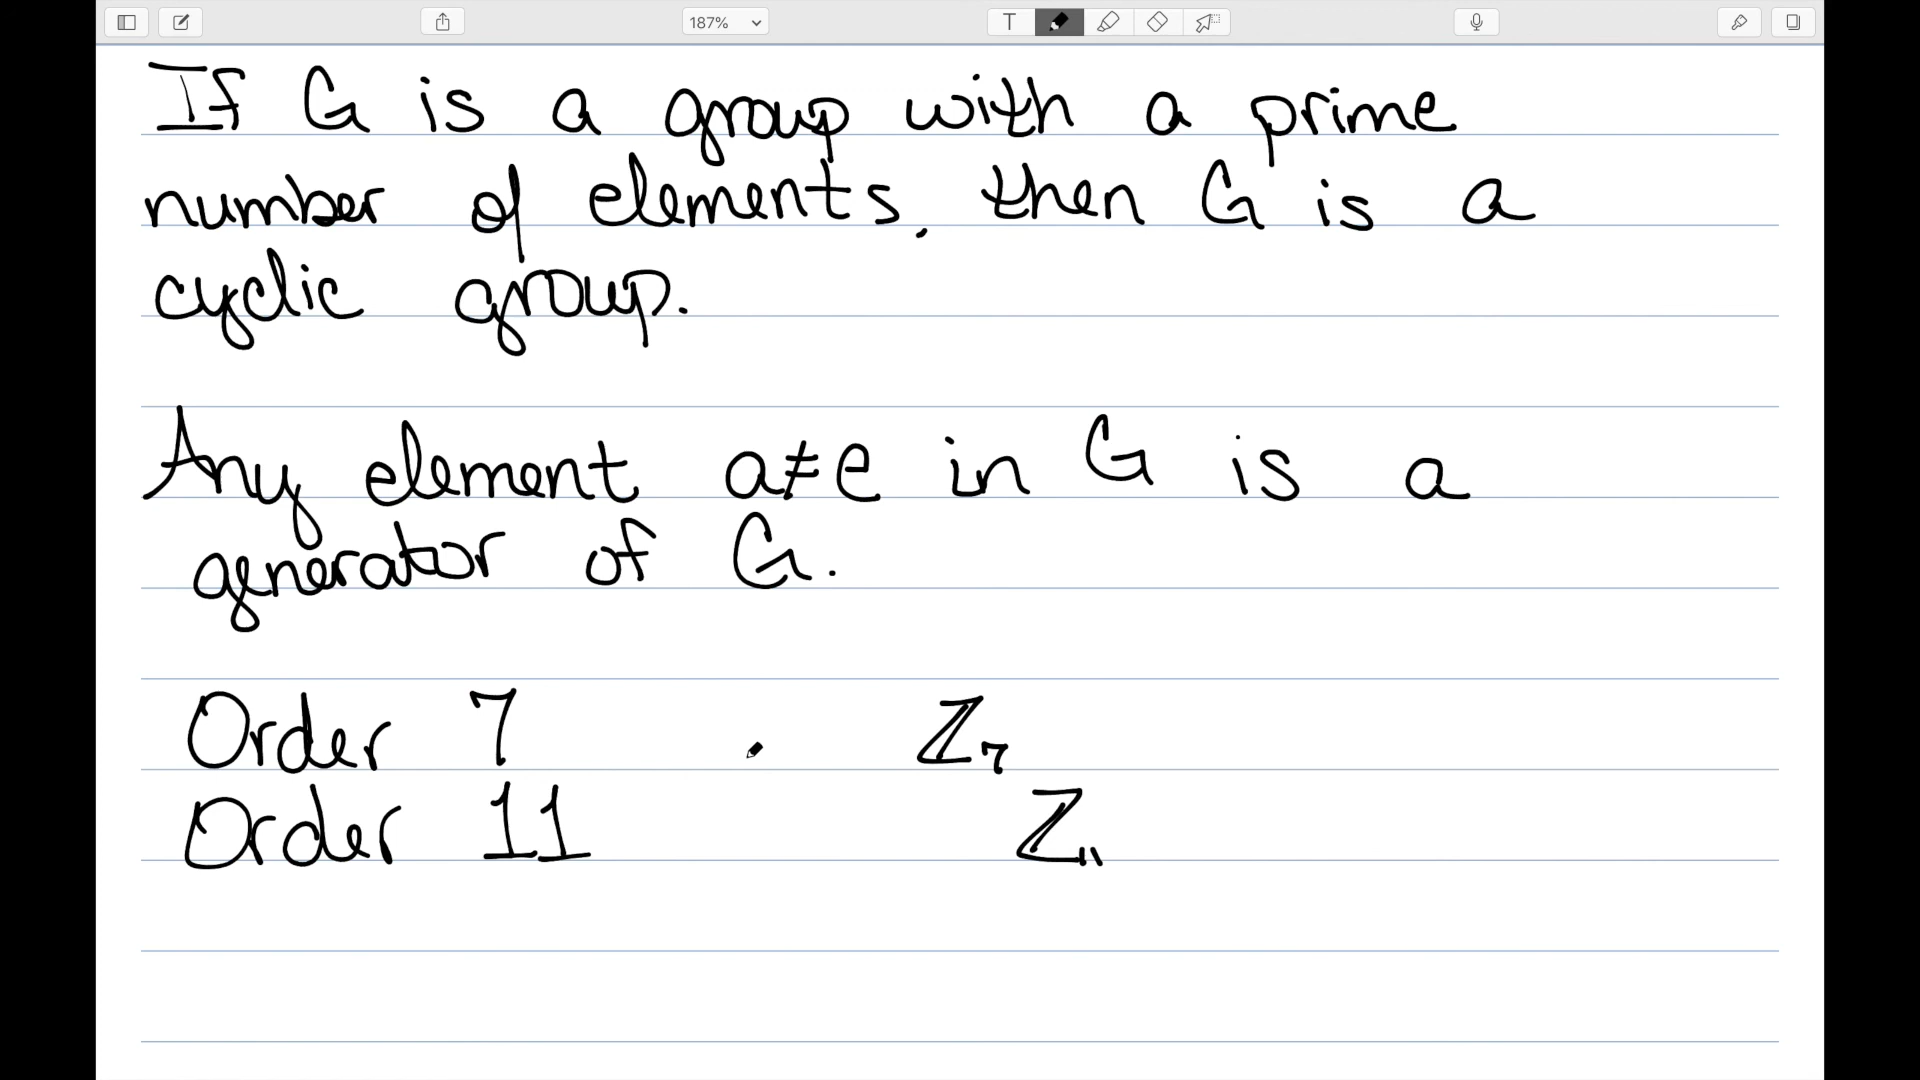 187%
T
If G is a group with a prime
number of elements, then G is a
cyclic group.
Any element a≠e in G is a
generator of G.
Order 7 ℤ₇
Order 11 ℤ₁₁